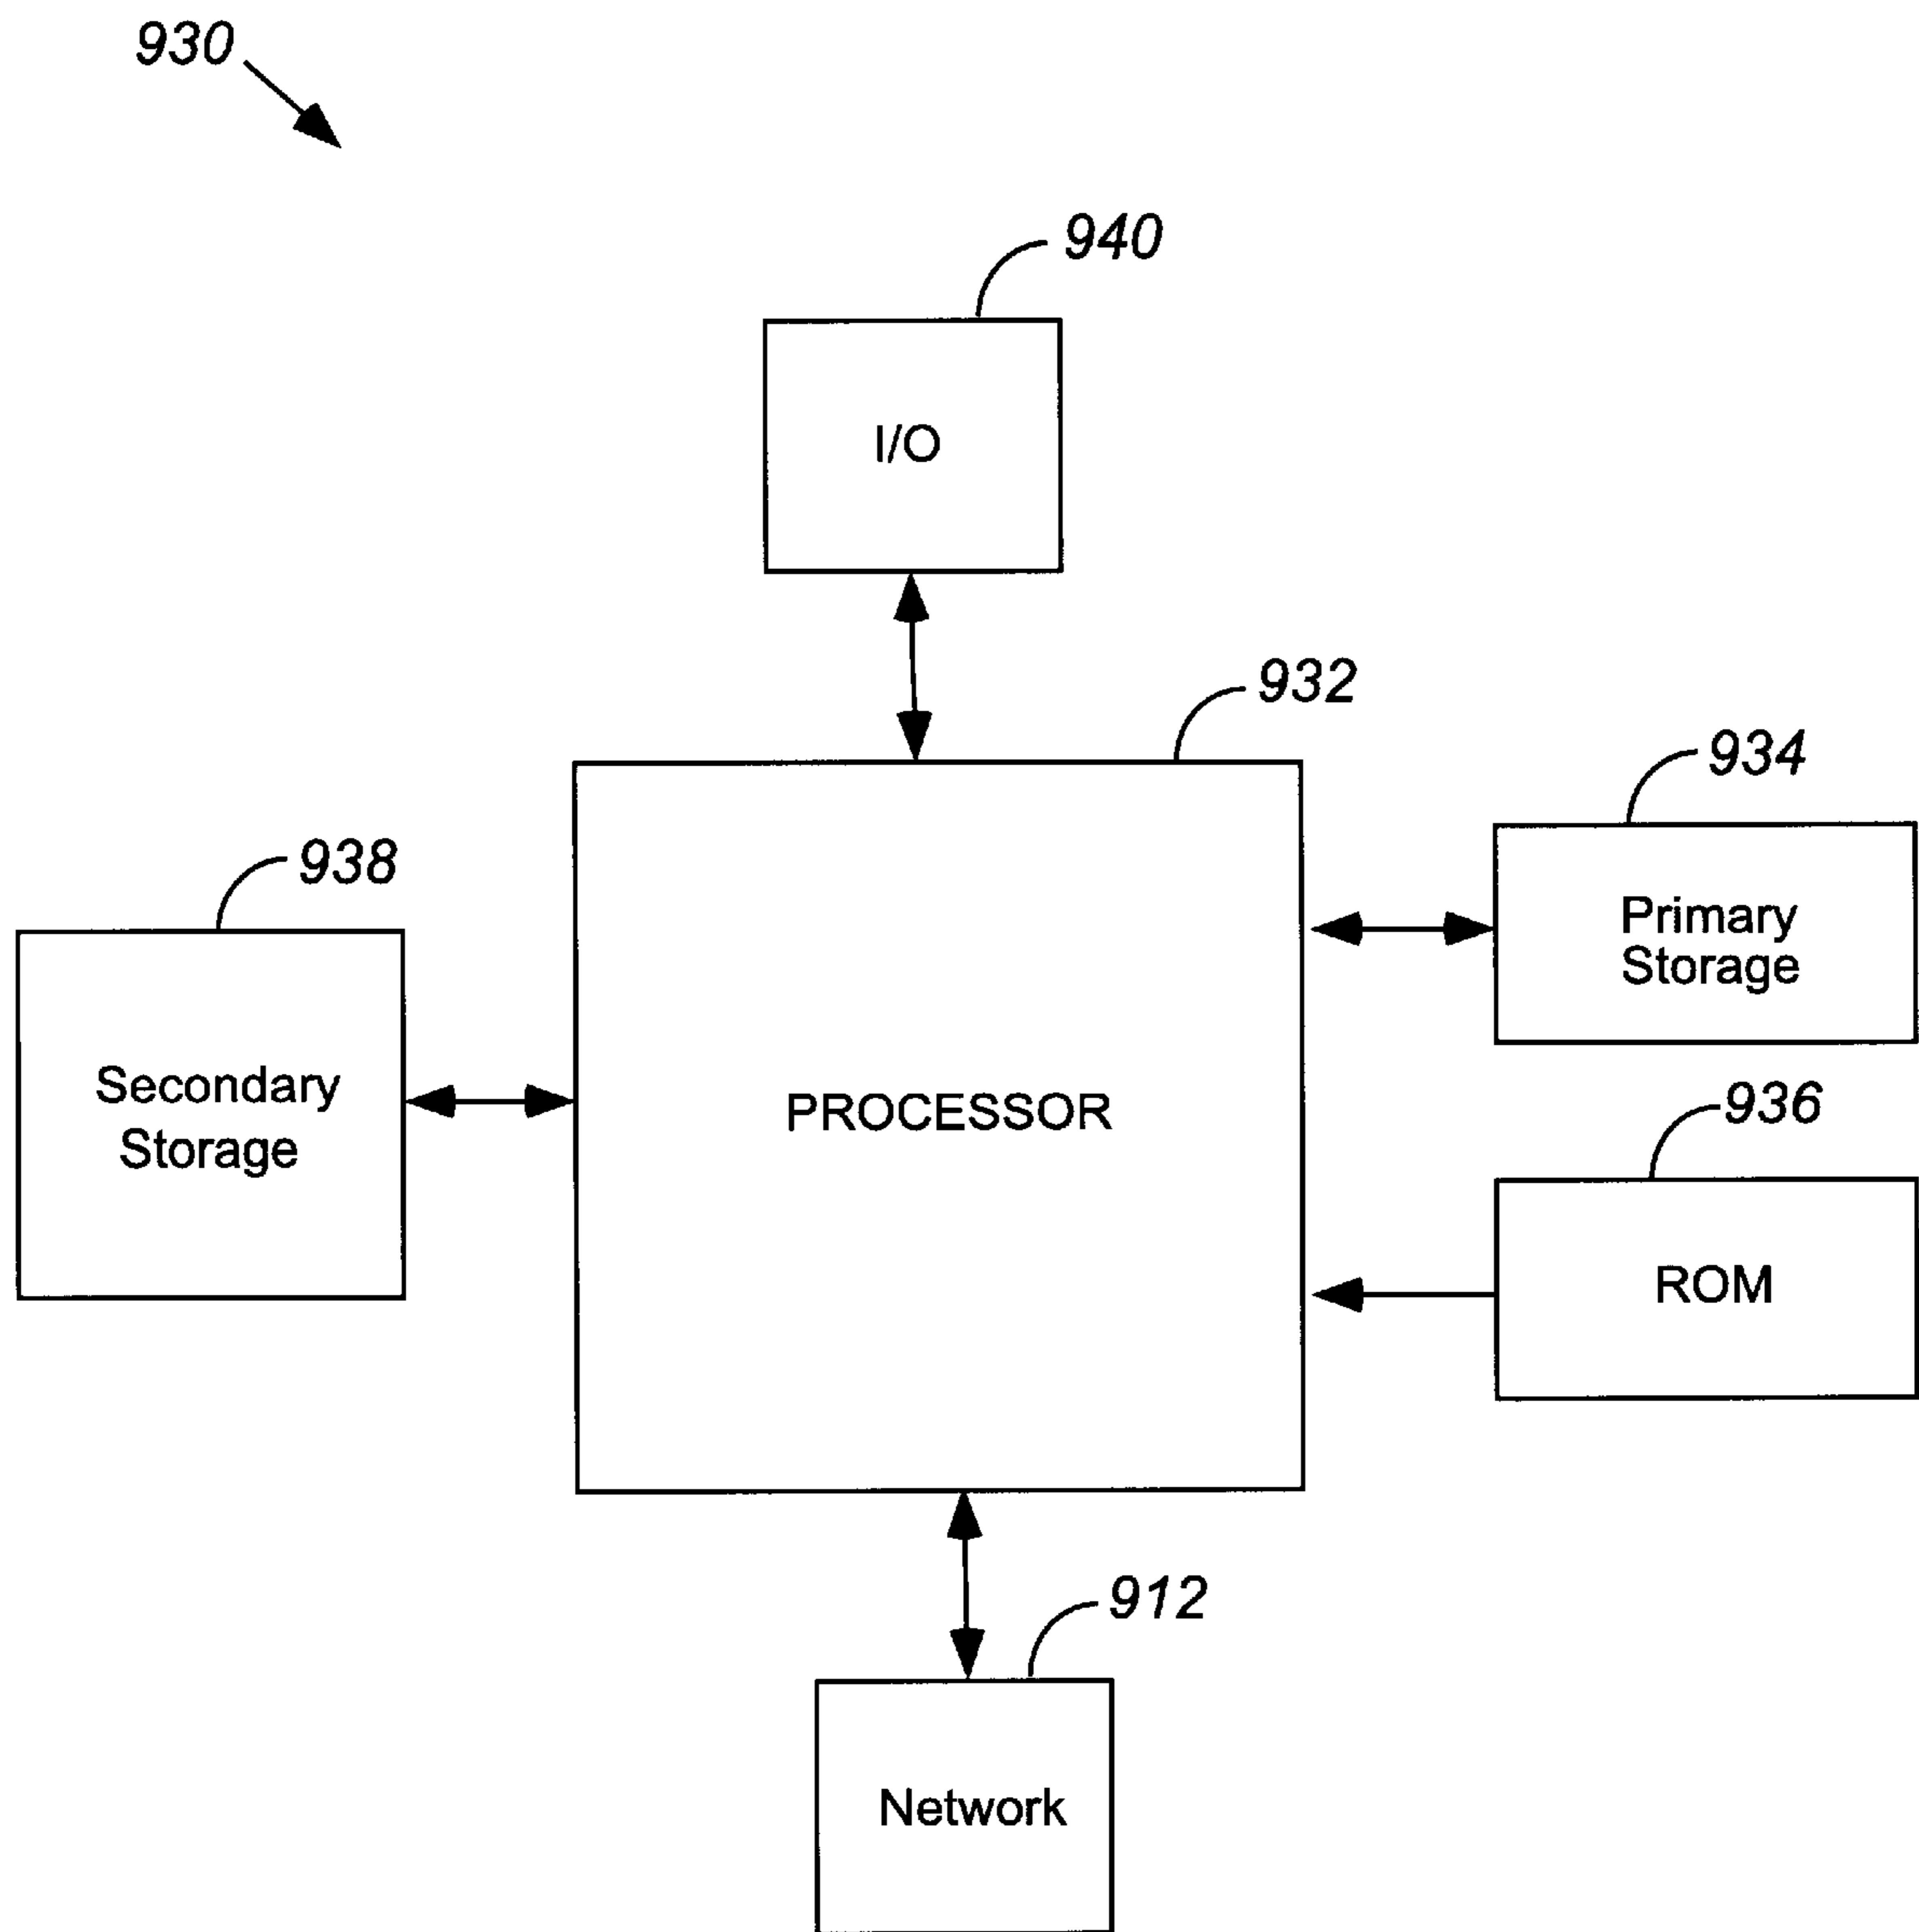 930
940
I/O
932
934
Primary
Storage
938
Secondary
Storage
PROCESSOR
936
ROM
912
Network